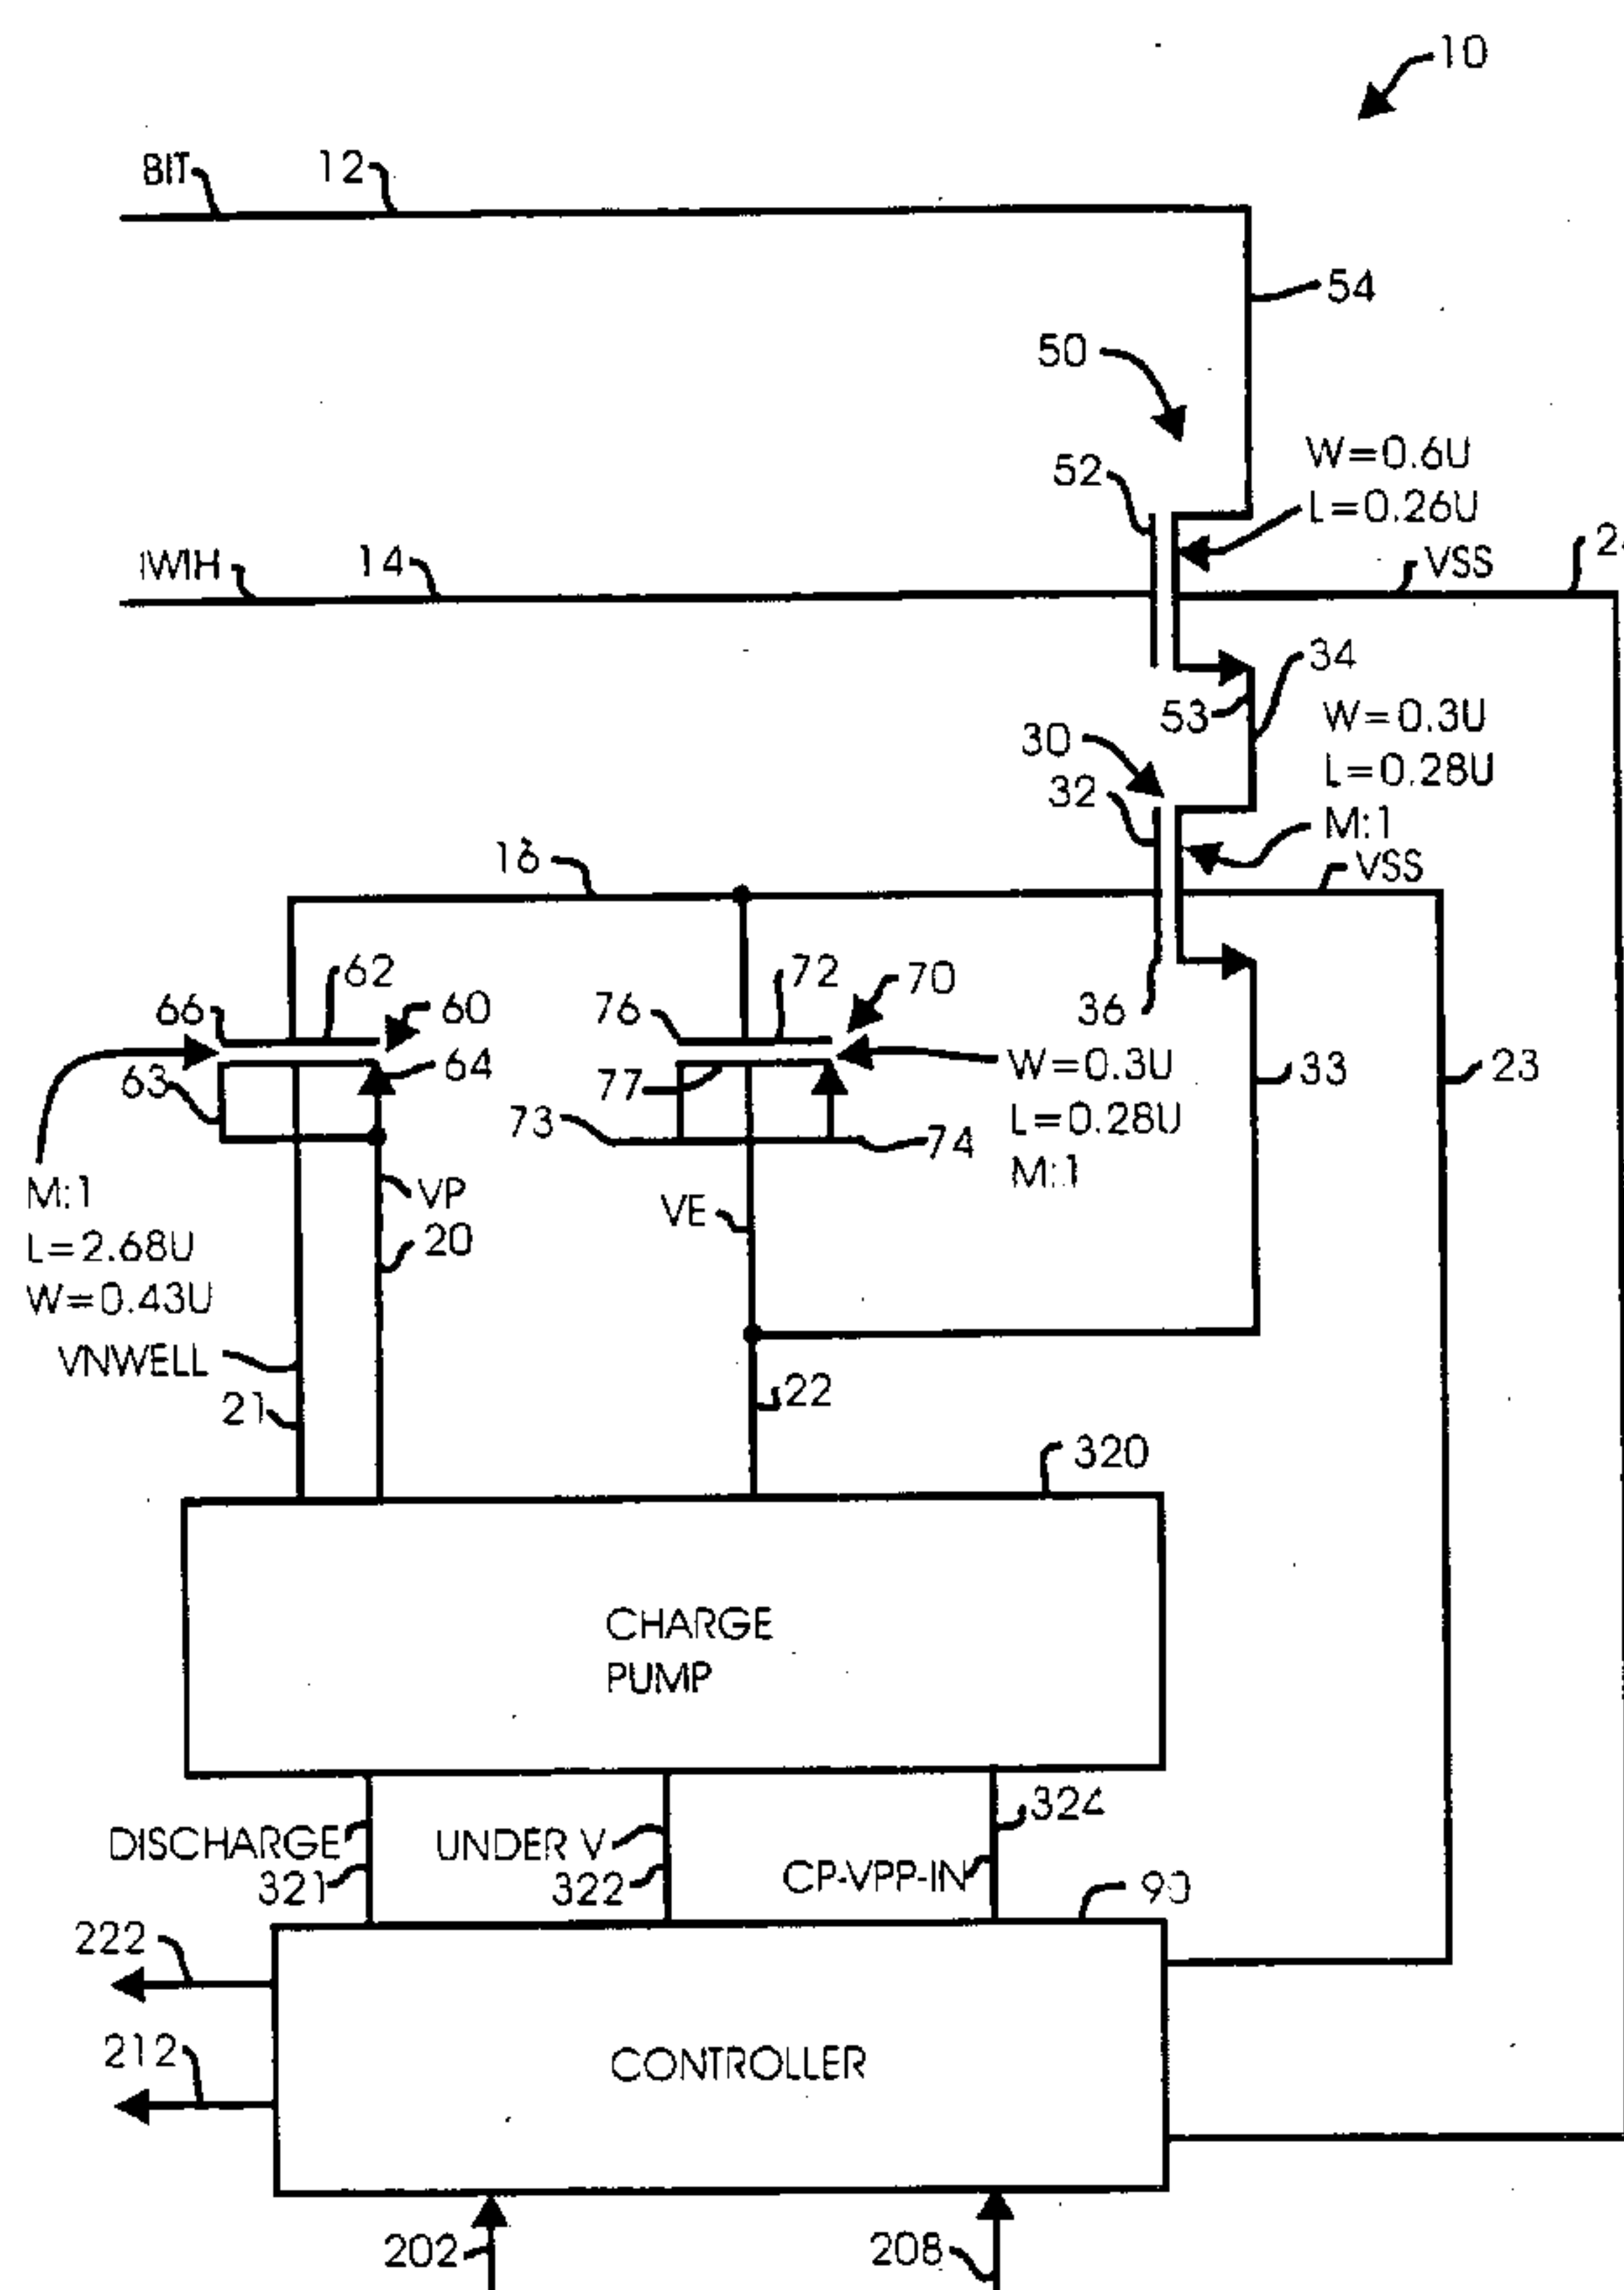 10
BIT 12
54
50
52 W=0.6U
L=0.26U
IWIH 14 VSS
34
53 W=0.3U
30 L=0.28U
32 M:1
16 VSS
62 72 70
66 60 76 36
63 64 77 W=0.3U 33 23
73 74 L=0.28U
M:1 VP VE M:1
L=2.68U 20
W=0.43U
VNWELL
21 22
320
CHARGE
PUMP
324
DISCHARGE UNDER V
321 322 CP-VPP-IN 90
222
212
CONTROLLER
202 208